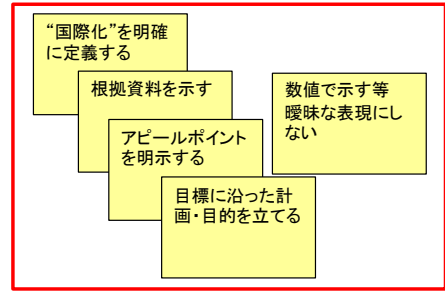 “国際化”を明確
に定義する
根拠資料を示す
アピールポイント
を明示する
目標に沿った計
画・目的を立てる
数値で示す等
曖昧な表現にし
ない